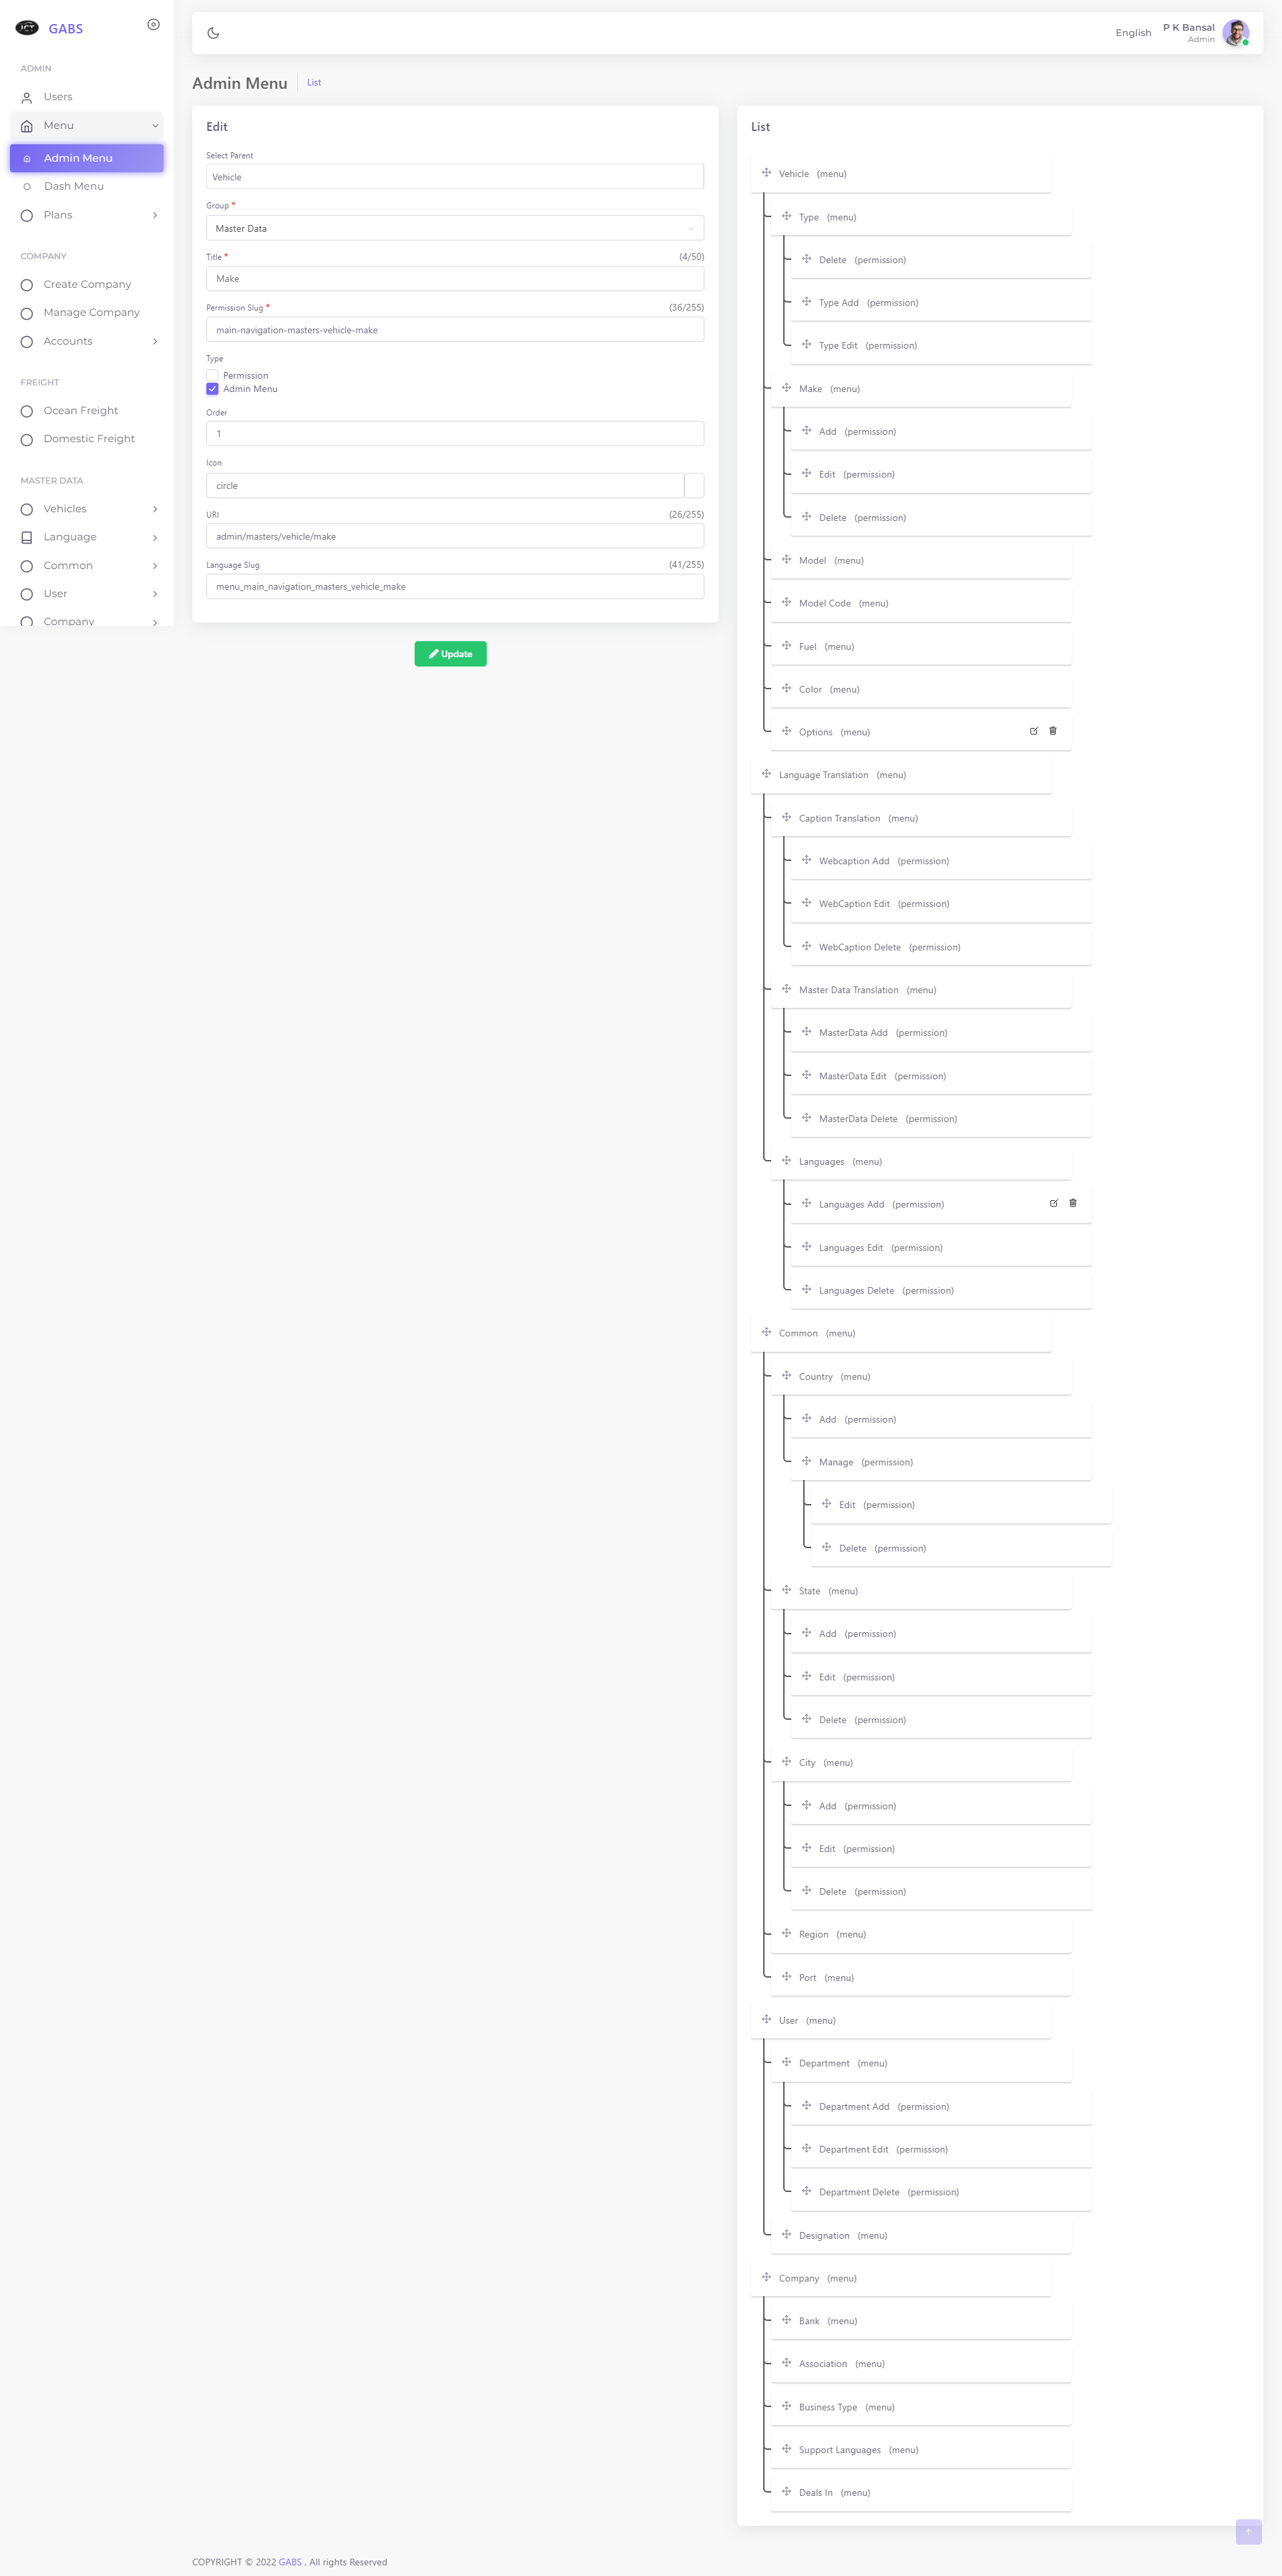 GABS
ADMIN
Users
Menu
Admin Menu
Dash Menu
Plans
COMPANY
Create Company
Manage Company
Accounts
FREIGHT
Ocean Freight
Domestic Freight
MASTER DATA
Vehicles
Language
Common
User
Company
English
P K Bansal
Admin
Admin Menu
List
Edit
Select Parent
Vehicle
Group *
Master Data
Title * (4/50)
Make
Permission Slug * (36/255)
main-navigation-masters-vehicle-make
Type
Permission
Admin Menu
Order
1
Icon
circle
URI (26/255)
admin/masters/vehicle/make
Language Slug (41/255)
menu_main_navigation_masters_vehicle_make
Update
List
Vehicle (menu)
Type (menu)
Delete (permission)
Type Add (permission)
Type Edit (permission)
Make (menu)
Add (permission)
Edit (permission)
Delete (permission)
Model (menu)
Model Code (menu)
Fuel (menu)
Color (menu)
Options (menu)
Language Translation (menu)
Caption Translation (menu)
Webcaption Add (permission)
WebCaption Edit (permission)
WebCaption Delete (permission)
Master Data Translation (menu)
MasterData Add (permission)
MasterData Edit (permission)
MasterData Delete (permission)
Languages (menu)
Languages Add (permission)
Languages Edit (permission)
Languages Delete (permission)
Common (menu)
Country (menu)
Add (permission)
Manage (permission)
Edit (permission)
Delete (permission)
State (menu)
Add (permission)
Edit (permission)
Delete (permission)
City (menu)
Add (permission)
Edit (permission)
Delete (permission)
Region (menu)
Port (menu)
User (menu)
Department (menu)
Department Add (permission)
Department Edit (permission)
Department Delete (permission)
Designation (menu)
Company (menu)
Bank (menu)
Association (menu)
Business Type (menu)
Support Languages (menu)
Deals In (menu)
COPYRIGHT © 2022 GABS , All rights Reserved